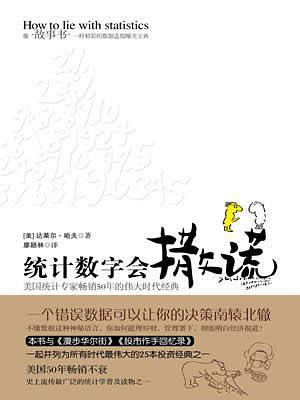 How to lie with statistics
像“故事书”一样精彩的数据造假曝光宝典
[美] 达莱尔·哈夫 / 著
廖颖林 / 译
统计数字会撒谎
美国统计专家畅销50年的伟大时代经典
一个错误数据可以让你的决策南辕北辙
不懂数据这种神秘语言，你如何能理好财、管理署下、彻底明白经济报道？
本书与《漫步华尔街》《股市作手回忆录》
一起并列为所有时代最伟大的25本投资经典之一
美国50年畅销不衰
史上流传最广泛的统计学普及读物之一